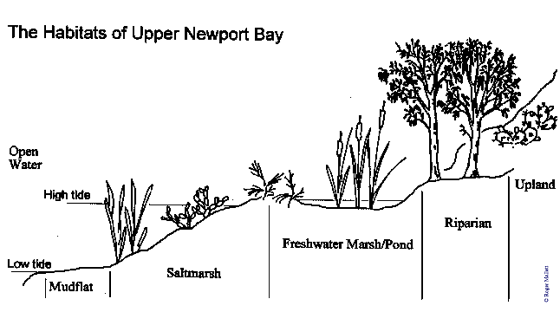 The Habitats of Upper Newport Bay
Open
Water
High tide
Low tide
Mudflat
Saltmarsh
Freshwater Marsh/Pond
Riparian
Upland